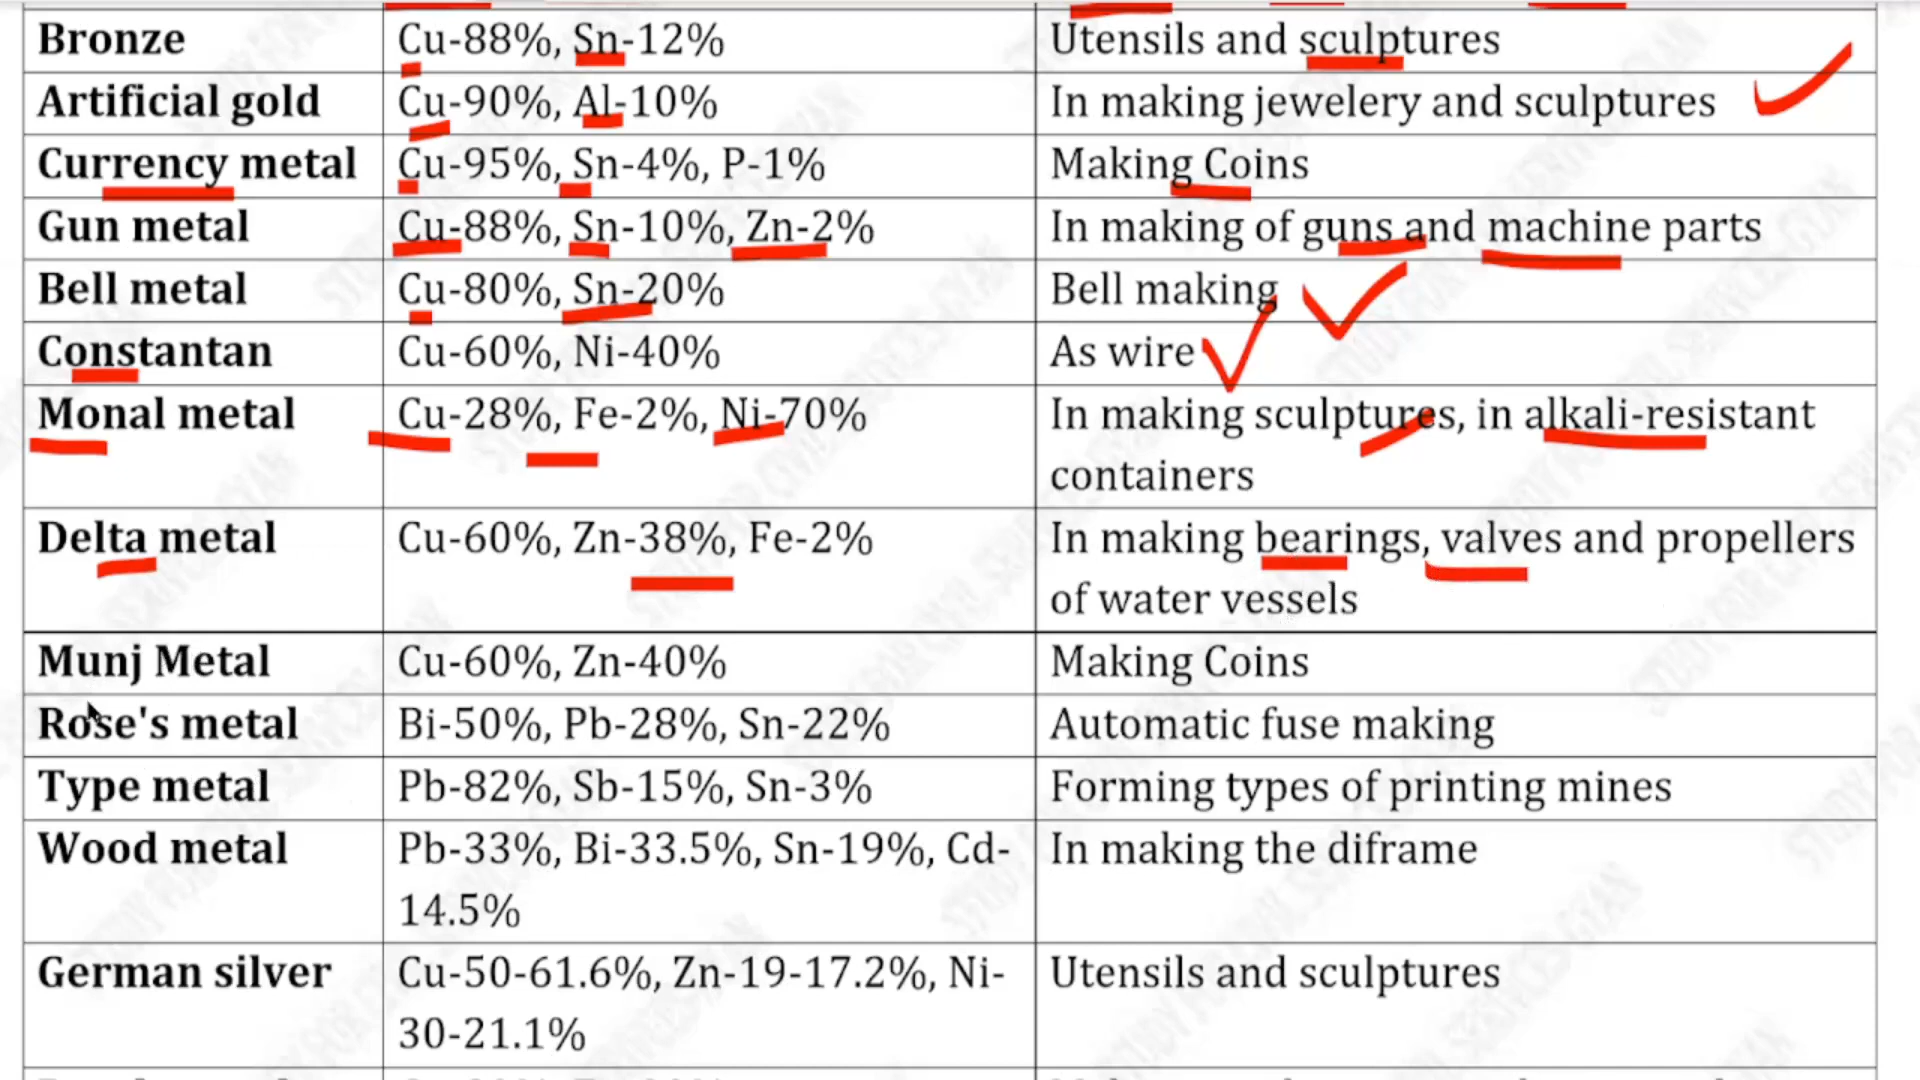 Bronze Cu-88%, Sn-12% Utensils and sculptures
Artificial gold Cu-90%, Al-10% In making jewelery and sculptures
Currency metal Cu-95%, Sn-4%, P-1% Making Coins
Gun metal Cu-88%, Sn-10%, Zn-2% In making of guns and machine parts
Bell metal Cu-80%, Sn-20% Bell making
Constantan Cu-60%, Ni-40% As wire
Monal metal Cu-28%, Fe-2%, Ni-70% In making sculptures, in alkali-resistant
containers
Delta metal Cu-60%, Zn-38%, Fe-2% In making bearings, valves and propellers
of water vessels
Munj Metal Cu-60%, Zn-40% Making Coins
Rose's metal Bi-50%, Pb-28%, Sn-22% Automatic fuse making
Type metal Pb-82%, Sb-15%, Sn-3% Forming types of printing mines
Wood metal Pb-33%, Bi-33.5%, Sn-19%, Cd- In making the diframe
14.5%
German silver Cu-50-61.6%, Zn-19-17.2%, Ni- Utensils and sculptures
30-21.1%